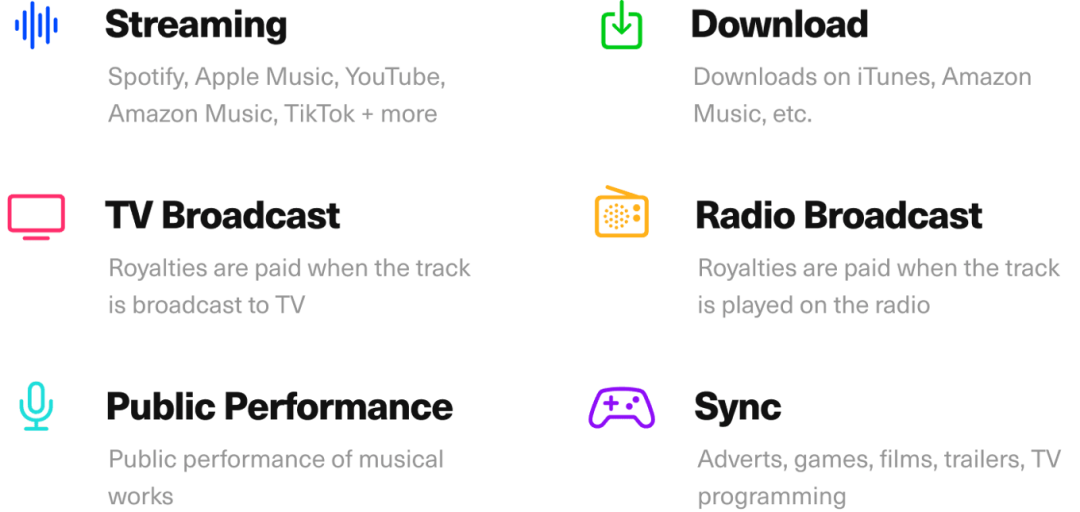 Streaming
Spotify, Apple Music, YouTube,
Amazon Music, TikTok + more
Download
Downloads on iTunes, Amazon
Music, etc.
TV Broadcast
Royalties are paid when the track
is broadcast to TV
Radio Broadcast
Royalties are paid when the track
is played on the radio
Public Performance
Public performance of musical
works
Sync
Adverts, games, films, trailers, TV
programming